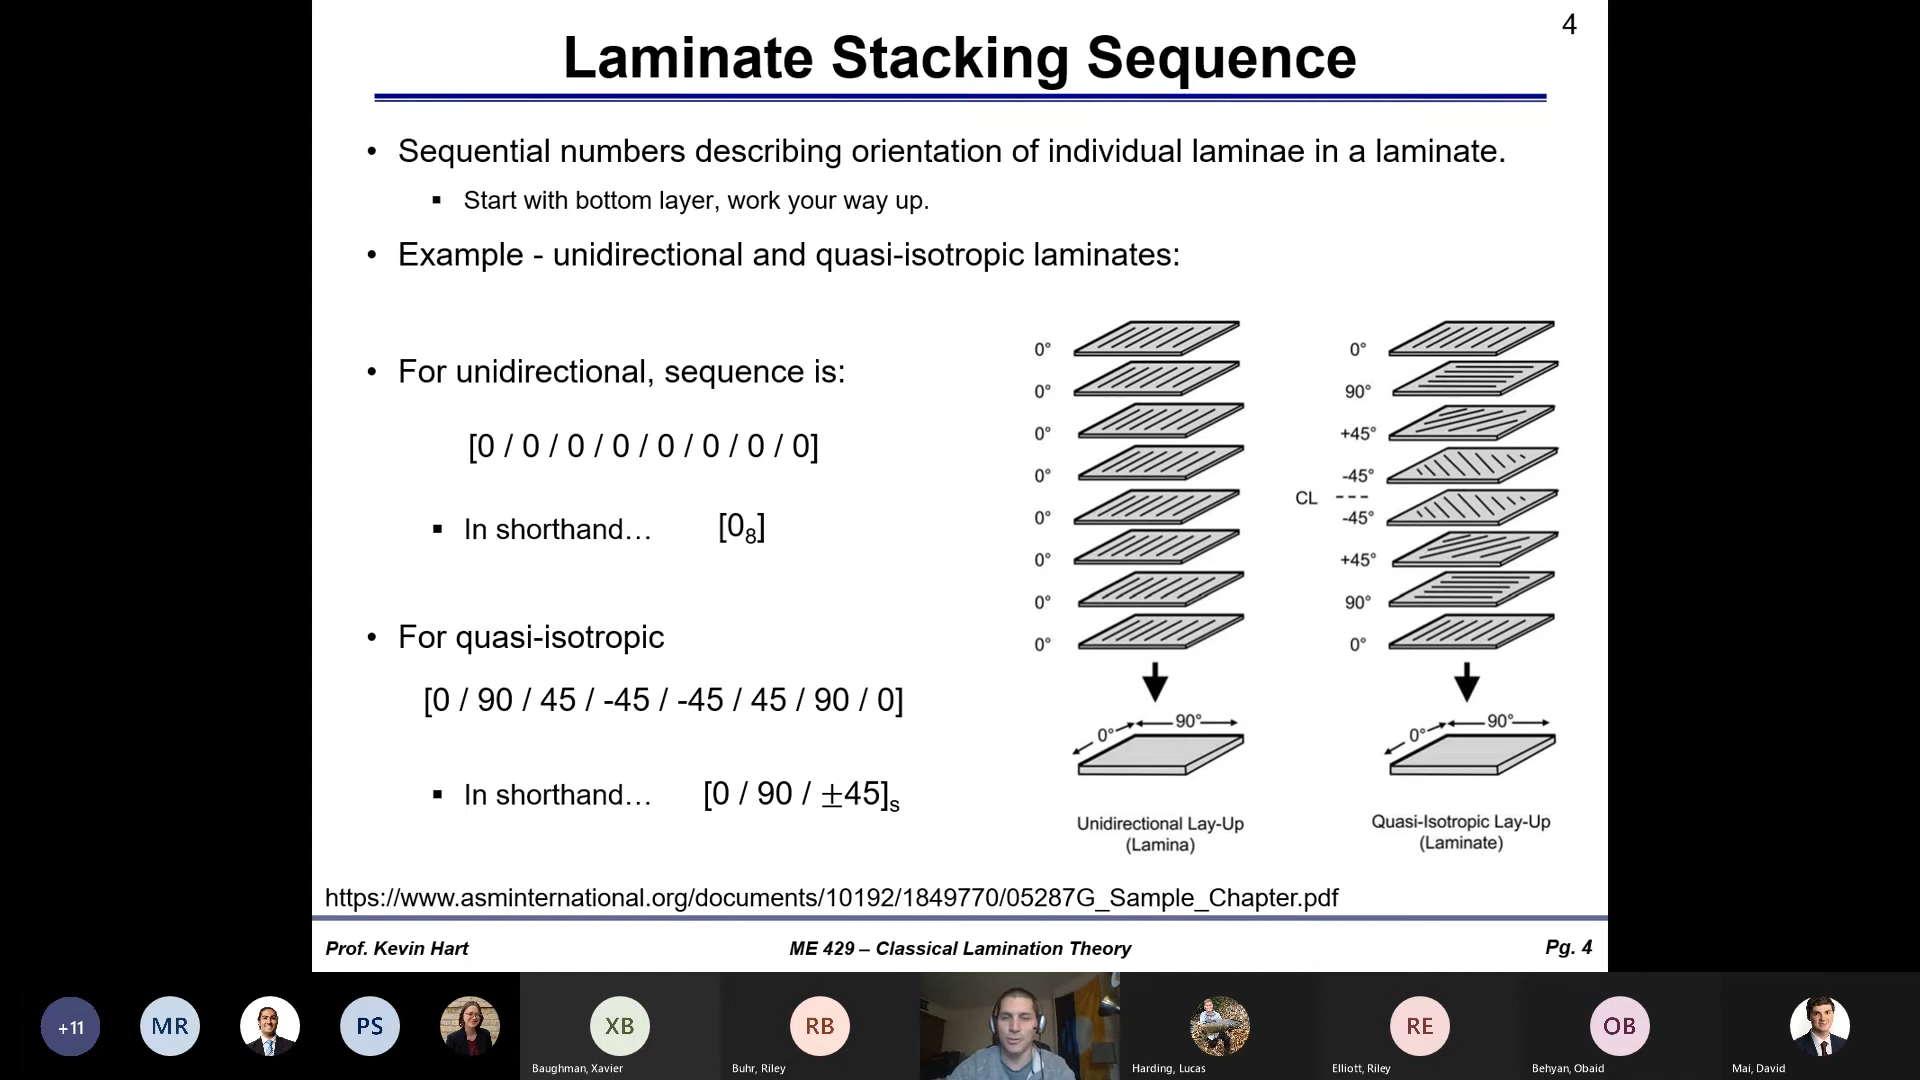 4
Laminate Stacking Sequence
• Sequential numbers describing orientation of individual laminae in a laminate.
▪ Start with bottom layer, work your way up.
• Example - unidirectional and quasi-isotropic laminates:
• For unidirectional, sequence is:
[0 / 0 / 0 / 0 / 0 / 0 / 0 / 0]
▪ In shorthand… [0₈]
• For quasi-isotropic
[0 / 90 / 45 / -45 / -45 / 45 / 90 / 0]
▪ In shorthand… [0 / 90 / ±45]ₛ
0°
0°
0°
0°
0°
0°
0°
0°
0° 90°
Unidirectional Lay-Up
(Lamina)
0°
90°
+45°
-45°
CL ---
-45°
+45°
90°
0°
0° 90°
Quasi-Isotropic Lay-Up
(Laminate)
https://www.asminternational.org/documents/10192/1849770/05287G_Sample_Chapter.pdf
Prof. Kevin Hart
ME 429 – Classical Lamination Theory
Pg. 4
+11
MR
PS
XB
Baughman, Xavier
RB
Buhr, Riley
Harding, Lucas
RE
Elliott, Riley
OB
Behyan, Obaid
Mai, David